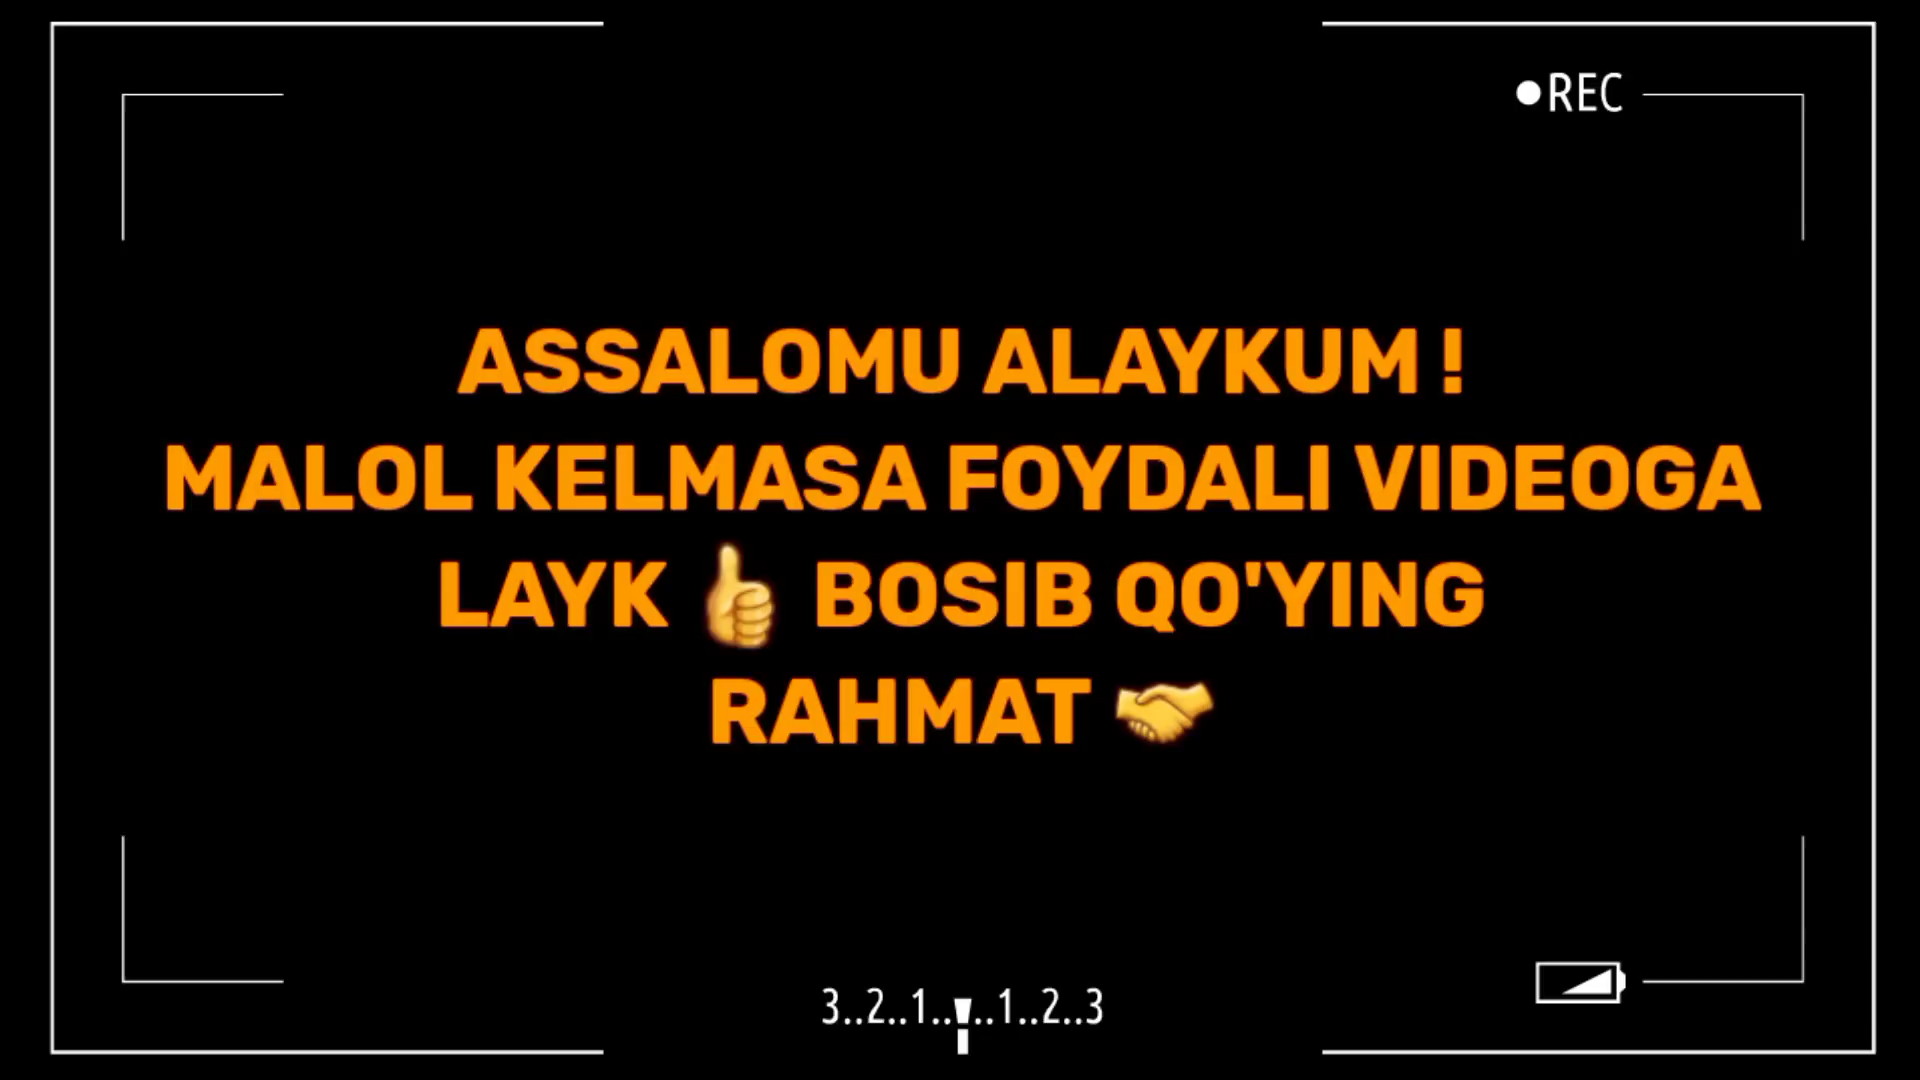 ●REC
ASSALOMU ALAYKUM !
MALOL KELMASA FOYDALI VIDEOGA
LAYK 👍 BOSIB QO'YING
RAHMAT 🤝
3..2..1..▼..1..2..3